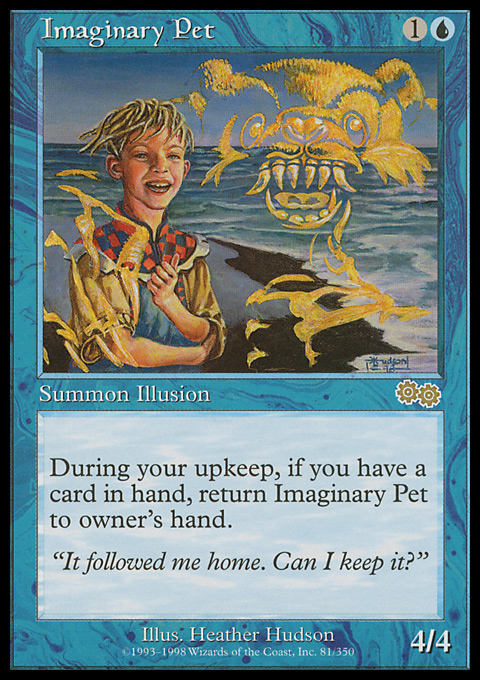 Imaginary Pet
1
Hudson
Summon Illusion
During your upkeep, if you have a
card in hand, return Imaginary Pet
to owner's hand.
“It followed me home. Can I keep it?”
Illus. Heather Hudson
©1993–1998 Wizards of the Coast, Inc. 81/350
4/4